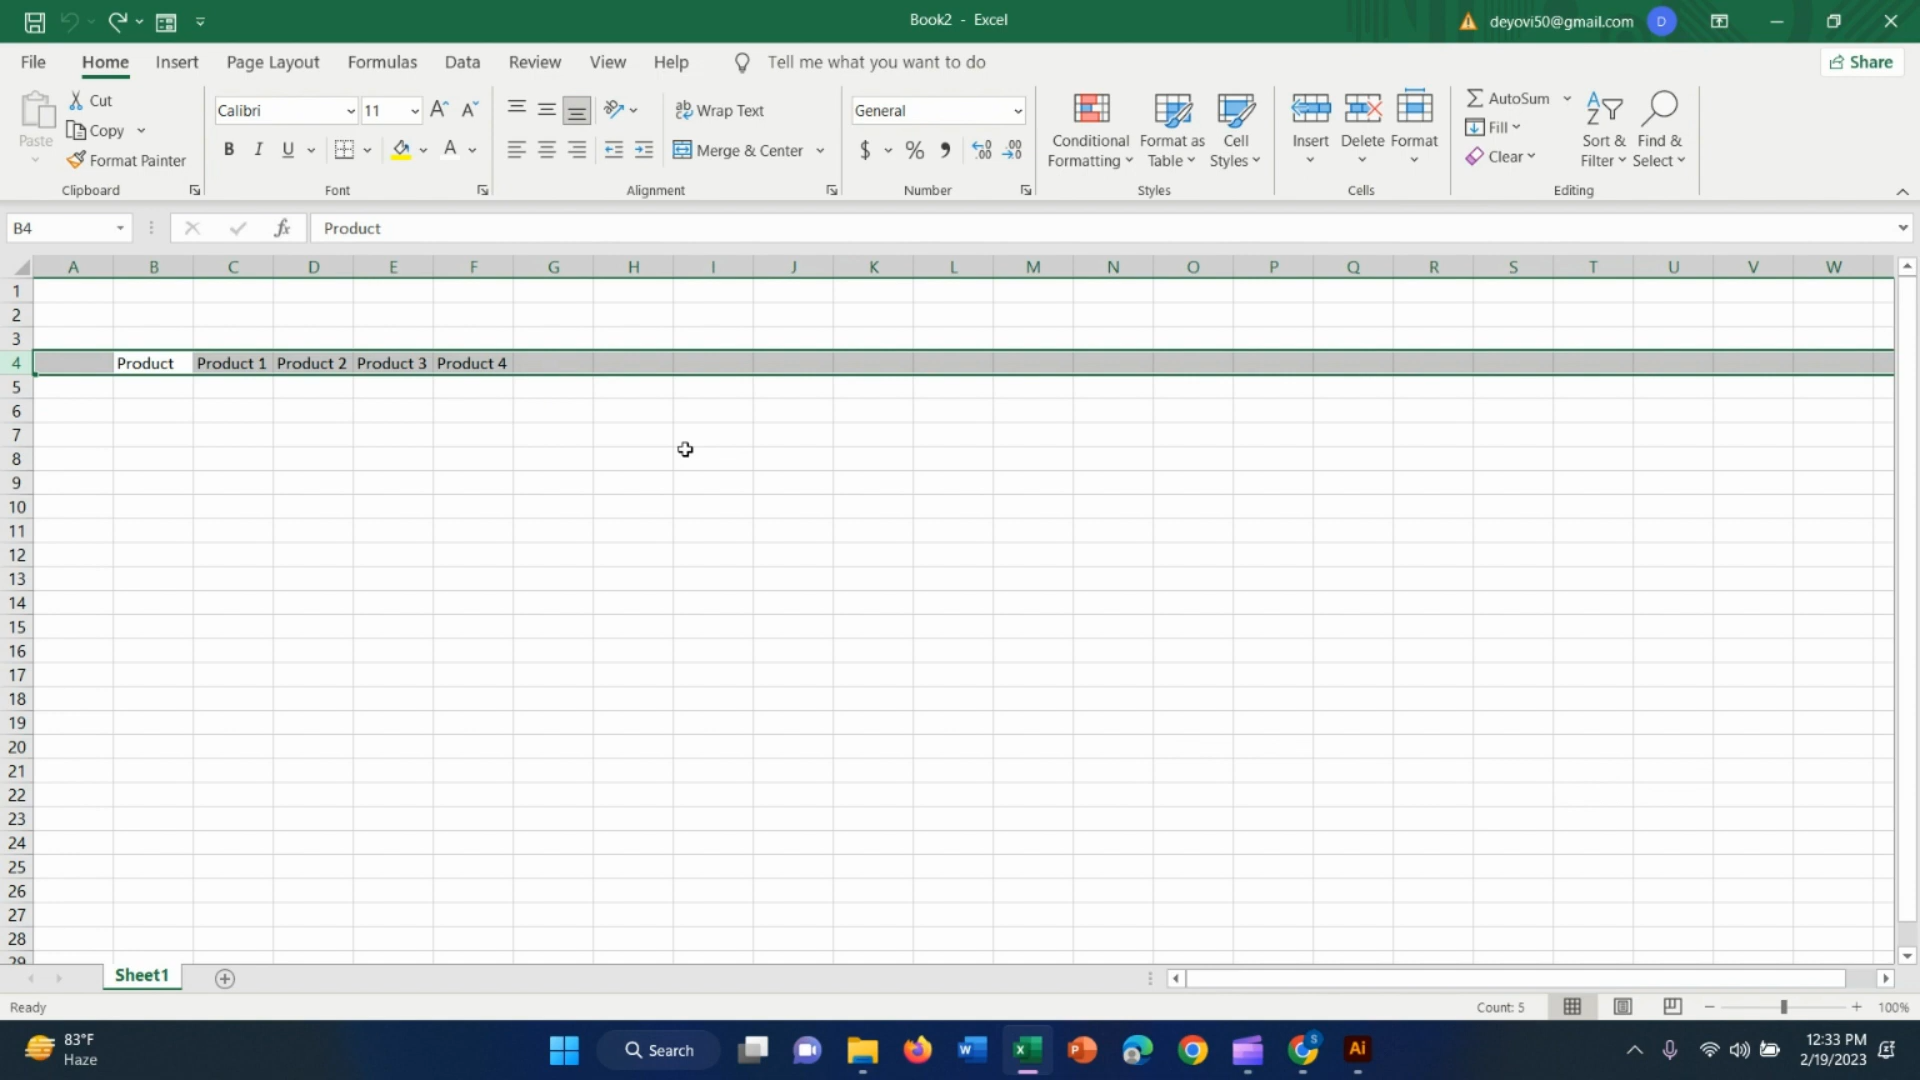 Book2 - Excel
deyovi50@gmail.com
D
File Home Insert Page Layout Formulas Data Review View Help Tell me what you want to do
Share
Paste
Cut
Copy
Format Painter
Clipboard
Calibri 11
B I U
Font
Wrap Text
Merge & Center
Alignment
General
$ % 9 .00 .00
Number
Conditional Formatting
Format as Table
Cell Styles
Styles
Insert Delete Format
Cells
AutoSum
Fill
Clear
Sort & Filter
Find & Select
Editing
B4 fx Product
A B C D E F G H I J K L M N O P Q R S T U V W
1
2
3
4 Product Product 1 Product 2 Product 3 Product 4
5
6
7
8
9
10
11
12
13
14
15
16
17
18
19
20
21
22
23
24
25
26
27
28
29
Sheet1
Ready
Count: 5
100%
83°F
Haze
Search
12:33 PM
2/19/2023